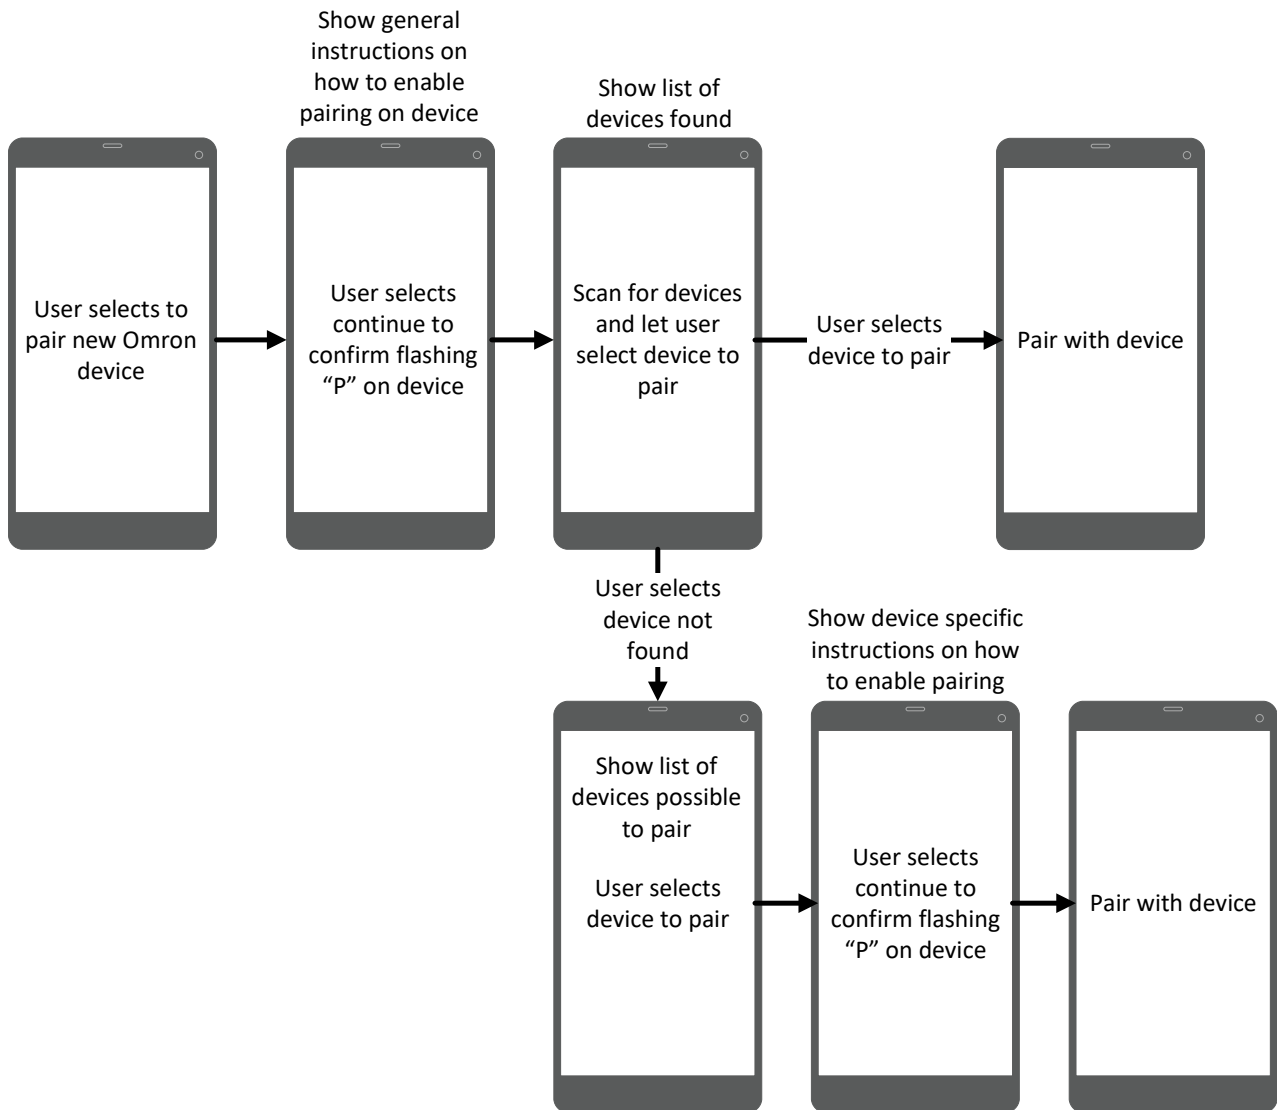 Show general
instructions on
how to enable
pairing on device
Show list of
devices found
User selects to
pair new Omron
device
User selects
continue to
confirm flashing
“P” on device
Scan for devices
and let user
select device to
pair
User selects
device to pair
Pair with device
User selects
device not
found
Show device specific
instructions on how
to enable pairing
Show list of
devices possible
to pair
User selects
device to pair
User selects
continue to
confirm flashing
“P” on device
Pair with device